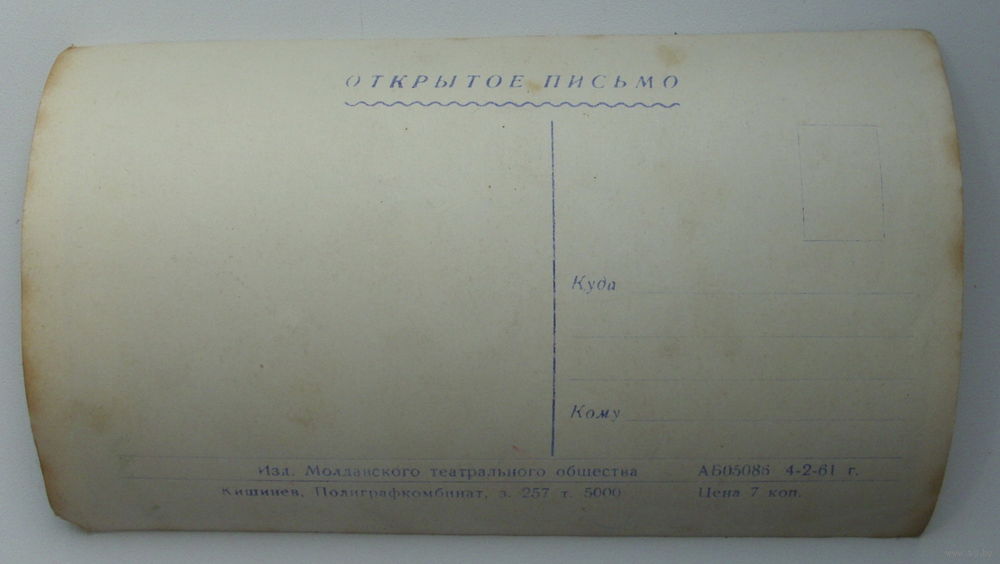 ОТКРЫТОЕ ПИСЬМО
Куда
Кому
Изд. Молдавского театрального общества АБ05086 4-2-61 г.
Кишинев, Полиграфкомбинат, з. 257 т. 5000 Цена 7 коп.